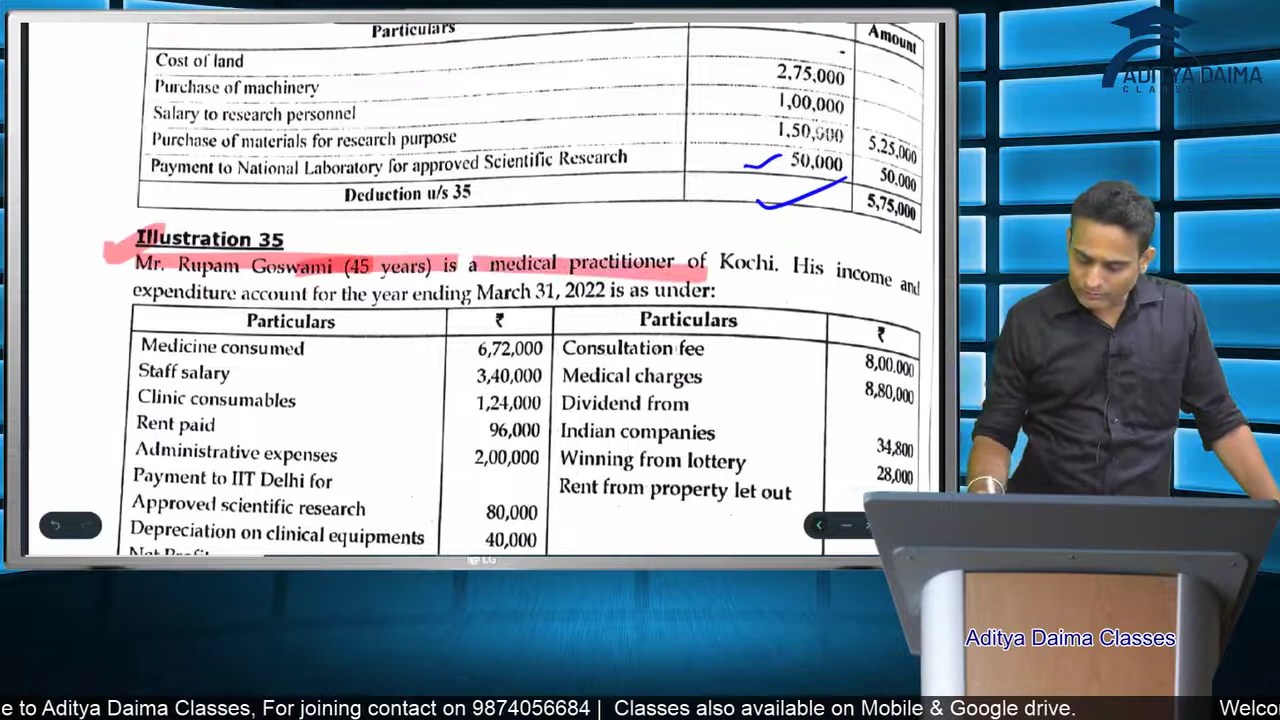 Particulars
Amount
Cost of land
-
Purchase of machinery
2,75,000
Salary to research personnel
1,00,000
Purchase of materials for research purpose
1,50,000
5,25,000
Payment to National Laboratory for approved Scientific Research
50,000
50,000
Deduction u/s 35
5,75,000
Illustration 35
Mr. Rupam Goswami (45 years) is a medical practitioner of Kochi. His income and
expenditure account for the year ending March 31, 2022 is as under:
Particulars ₹ Particulars ₹
Medicine consumed 6,72,000 Consultation fee 8,00,000
Staff salary 3,40,000 Medical charges 8,80,000
Clinic consumables 1,24,000 Dividend from
Rent paid 96,000 Indian companies 34,800
Administrative expenses 2,00,000 Winning from lottery 28,000
Payment to IIT Delhi for Rent from property let out
Approved scientific research 80,000
Depreciation on clinical equipments 40,000
LG
ADITYA DAIMA
Aditya Daima Classes
e to Aditya Daima Classes, For joining contact on 9874056684 | Classes also available on Mobile & Google drive. Welco